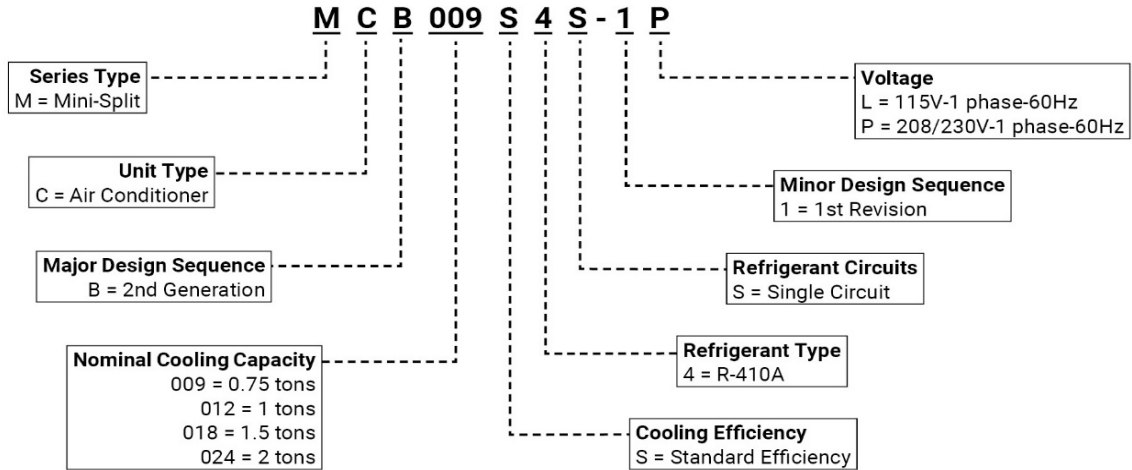 M C B 009 S 4 S - 1 P
Series Type
M = Mini-Split
Voltage
L = 115V-1 phase-60Hz
P = 208/230V-1 phase-60Hz
Unit Type
C = Air Conditioner
Minor Design Sequence
1 = 1st Revision
Major Design Sequence
B = 2nd Generation
Refrigerant Circuits
S = Single Circuit
Nominal Cooling Capacity
009 = 0.75 tons
012 = 1 tons
018 = 1.5 tons
024 = 2 tons
Refrigerant Type
4 = R-410A
Cooling Efficiency
S = Standard Efficiency